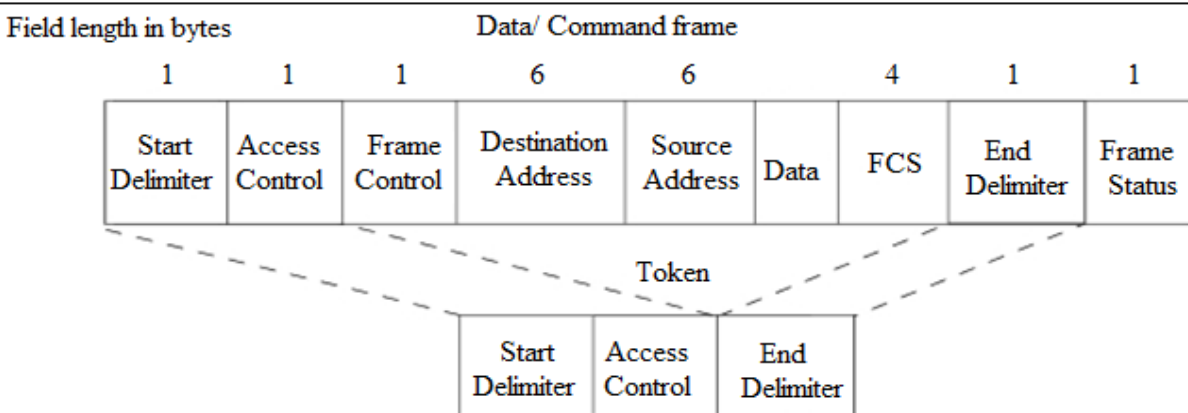 Field length in bytes
Data/ Command frame
1 1 1 6 6 4 1 1
Start Delimiter
Access Control
Frame Control
Destination Address
Source Address
Data
FCS
End Delimiter
Frame Status
Token
Start Delimiter
Access Control
End Delimiter